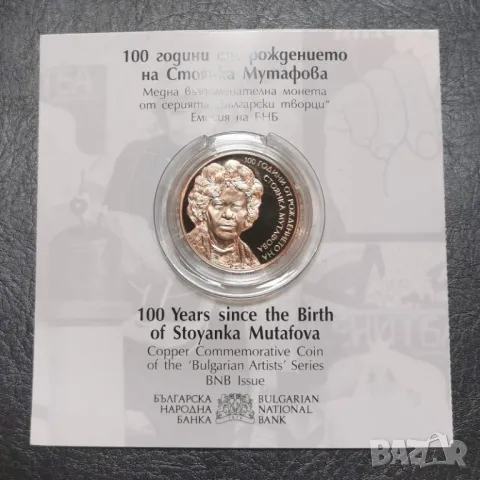 100 години от рождението
на Стоянка Мутафова
Медна възпоменателна монета
от серията „Български творци“
Емисия на БНБ
100 ГОДИНИ ОТ РОЖДЕНИЕТО НА
СТОЯНКА МУТАФОВА
100 Years since the Birth
of Stoyanka Mutafova
Copper Commemorative Coin
of the 'Bulgarian Artists' Series
BNB Issue
БЪЛГАРСКА
НАРОДНА
БАНКА
BULGARIAN
NATIONAL
BANK
BAZAR